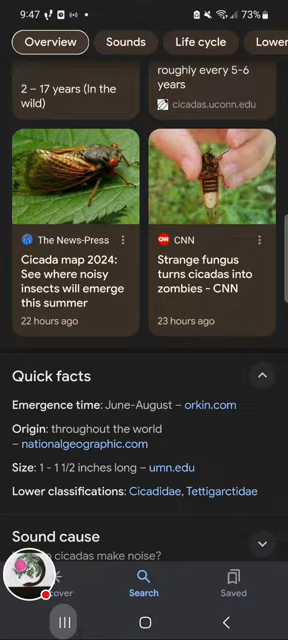 9:47
73%
Overview
Sounds
Life cycle
Lower
2 – 17 years (In the
wild)
roughly every 5-6
years
cicadas.uconn.edu
The News-Press
Cicada map 2024:
See where noisy
insects will emerge
this summer
22 hours ago
CNN
Strange fungus
turns cicadas into
zombies - CNN
23 hours ago
Quick facts
Emergence time: June-August – orkin.com
Origin: throughout the world
– nationalgeographic.com
Size: 1 - 1 1/2 inches long – umn.edu
Lower classifications: Cicadidae, Tettigarctidae
Sound cause
do cicadas make noise?
cover
Search
Saved